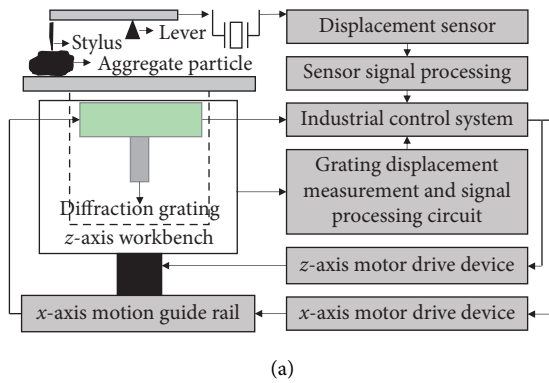 Displacement sensor
Lever
Stylus
Aggregate particle
Sensor signal processing
Industrial control system
Grating displacement
measurement and signal
processing circuit
Diffraction grating
z-axis workbench
z-axis motor drive device
x-axis motion guide rail
x-axis motor drive device
(a)